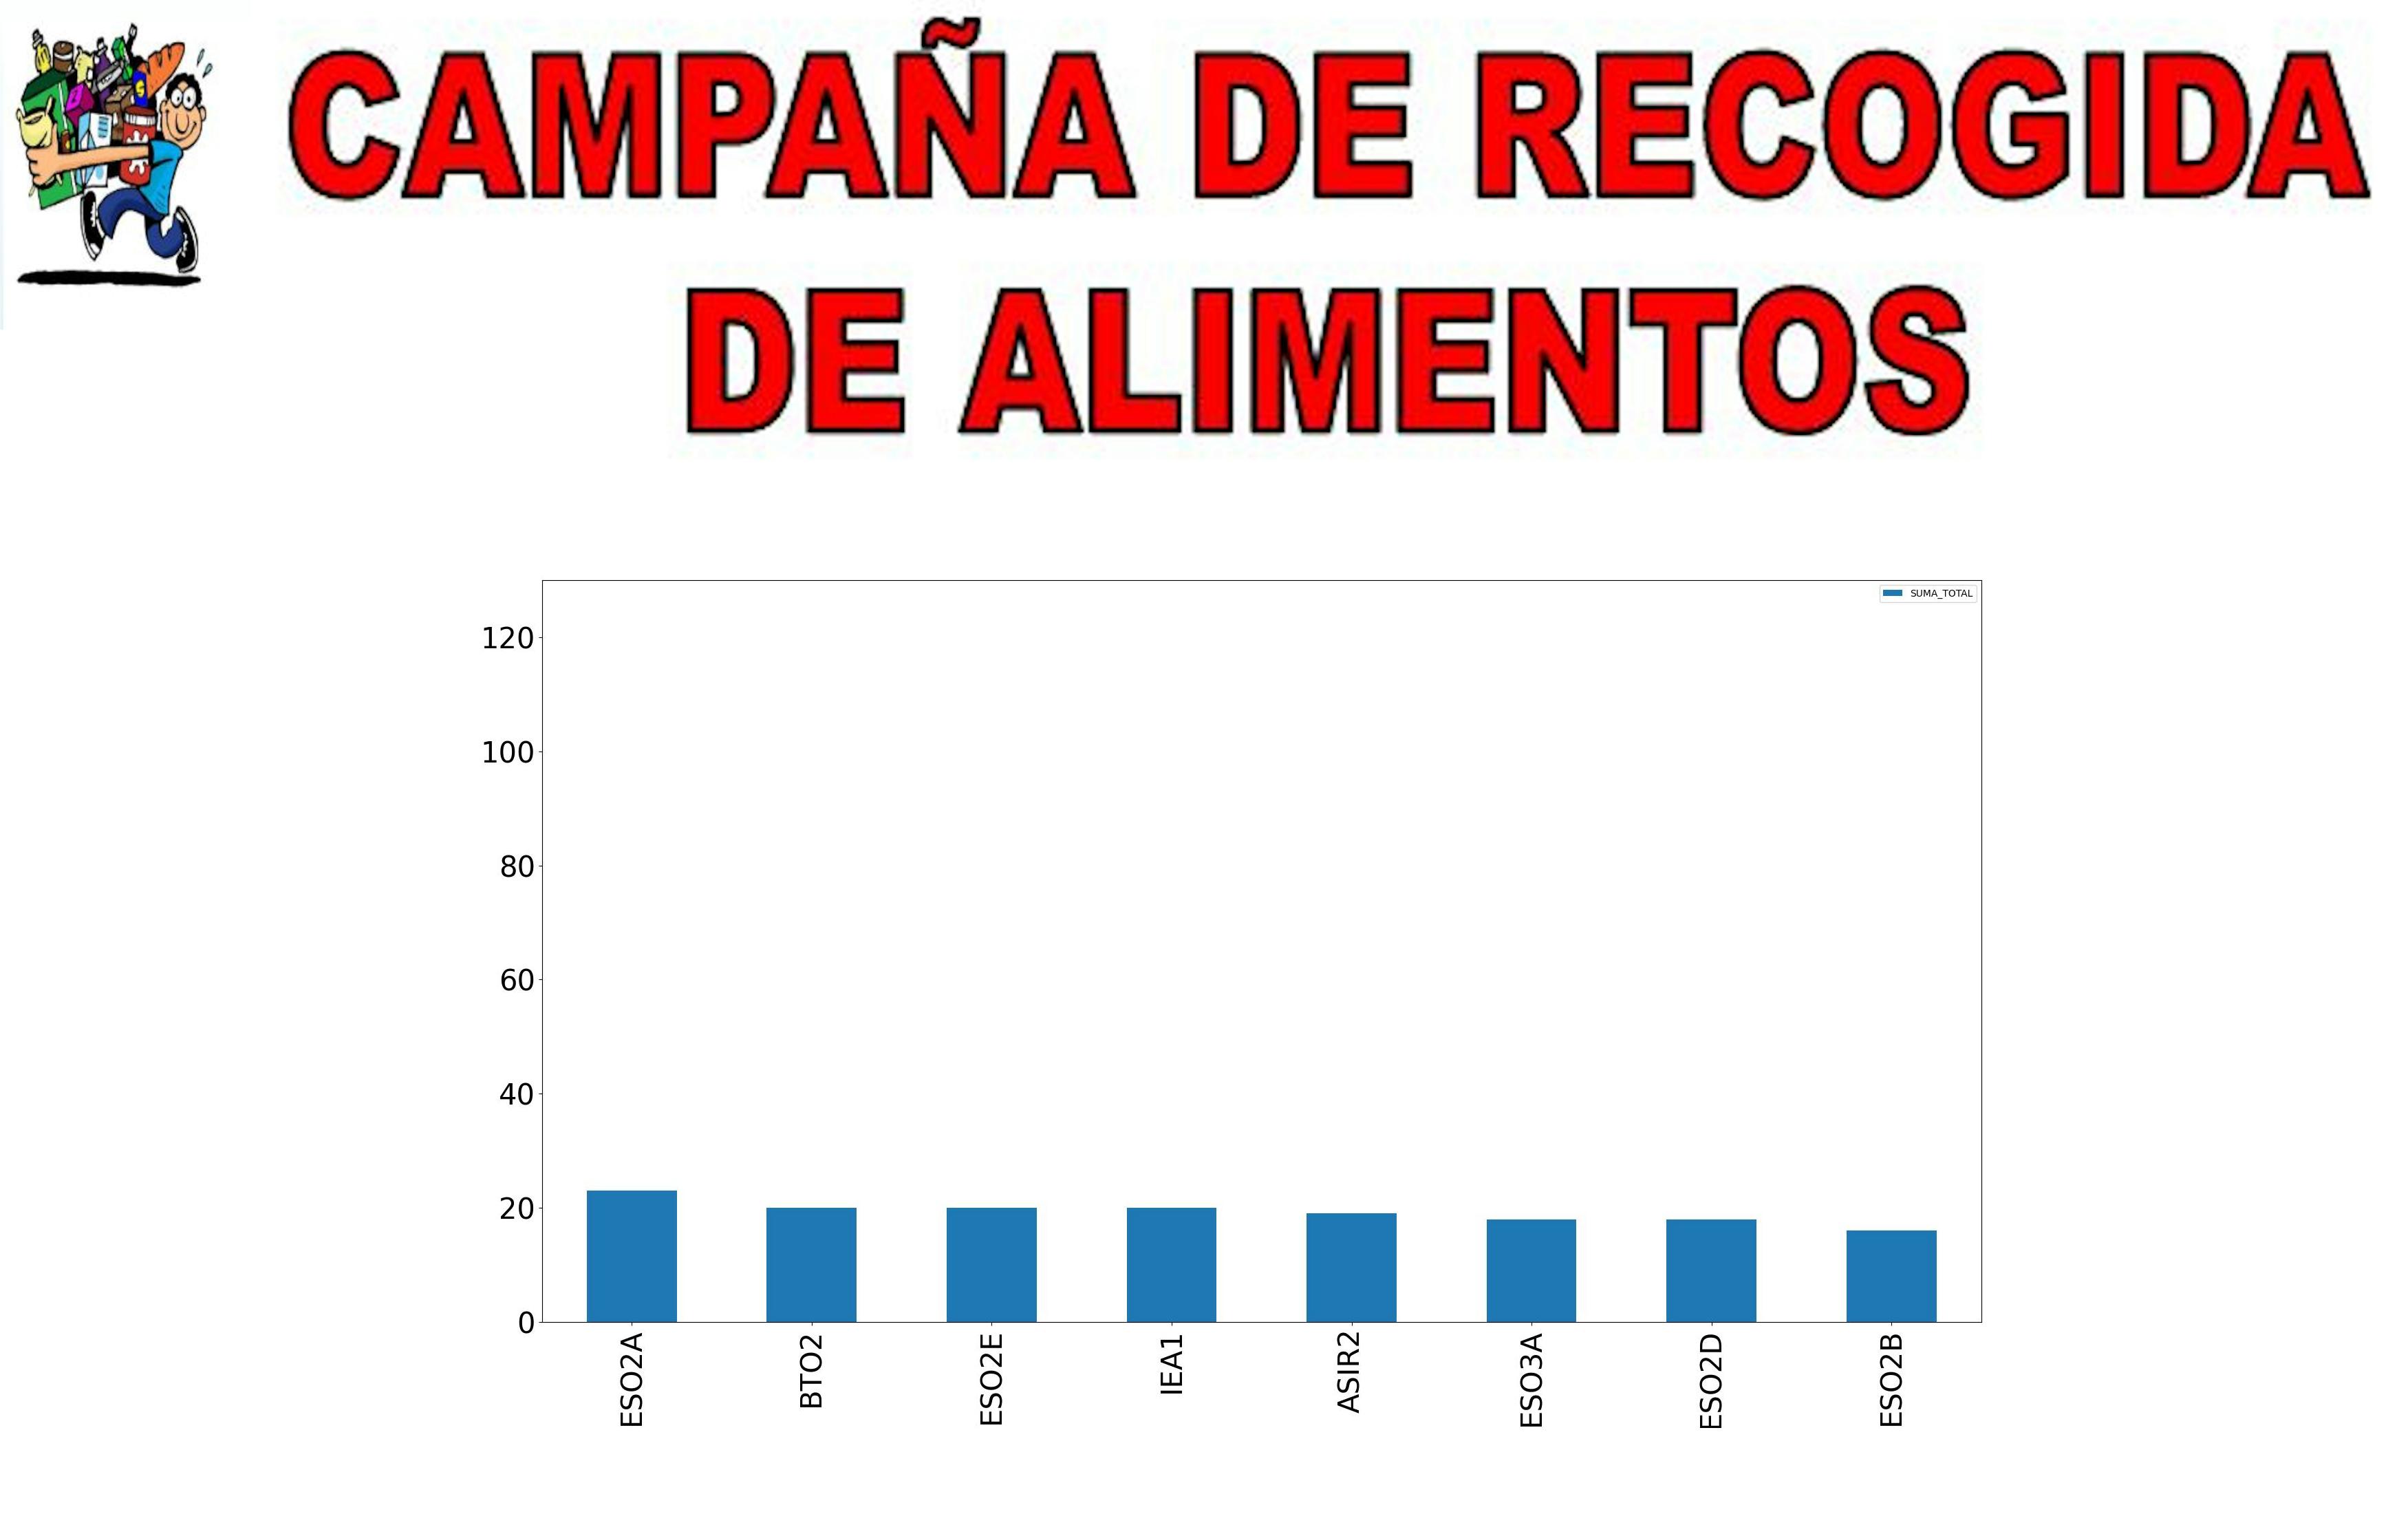 CAMPAÑA DE RECOGIDA
DE ALIMENTOS
SUMA_TOTAL
120
100
80
60
40
20
0
ESO2A
BTO2
ESO2E
IEA1
ASIR2
ESO3A
ESO2D
ESO2B